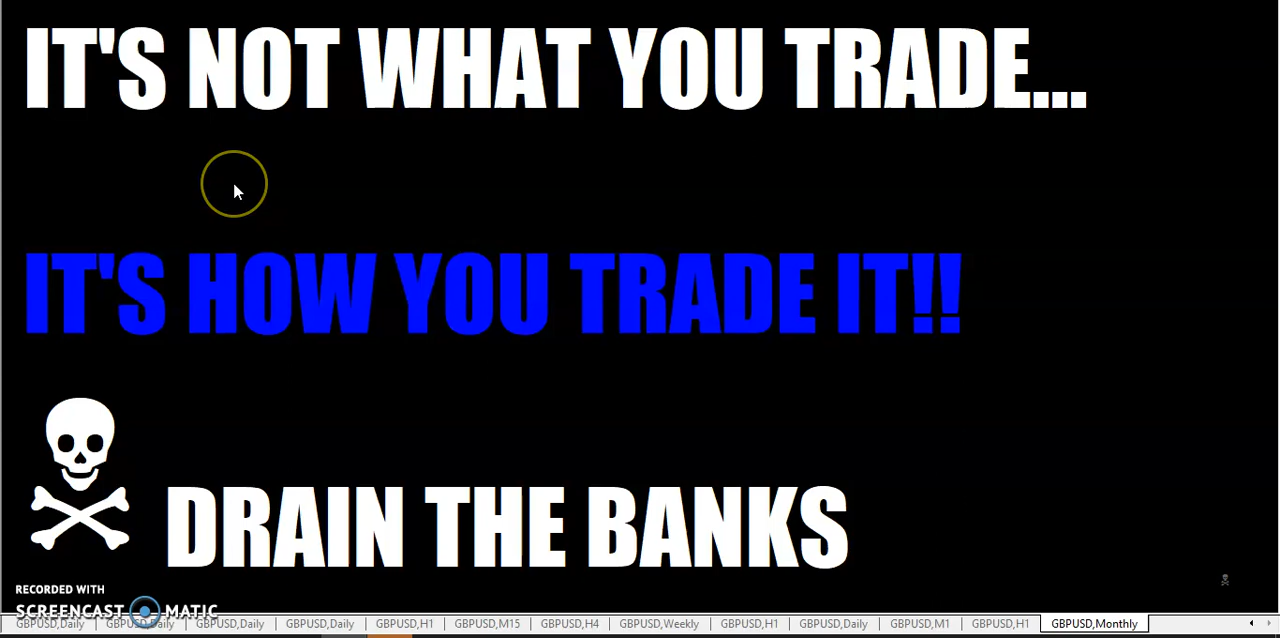 IT'S NOT WHAT YOU TRADE...
IT'S HOW YOU TRADE IT!!
DRAIN THE BANKS
RECORDED WITH
SCREENCAST MATIC
GBPUSD,Daily GBPUSD,Daily GBPUSD,Daily GBPUSD,Daily GBPUSD,H1 GBPUSD,M15 GBPUSD,H4 GBPUSD,Weekly GBPUSD,H1 GBPUSD,Daily GBPUSD,M1 GBPUSD,H1 GBPUSD,Monthly